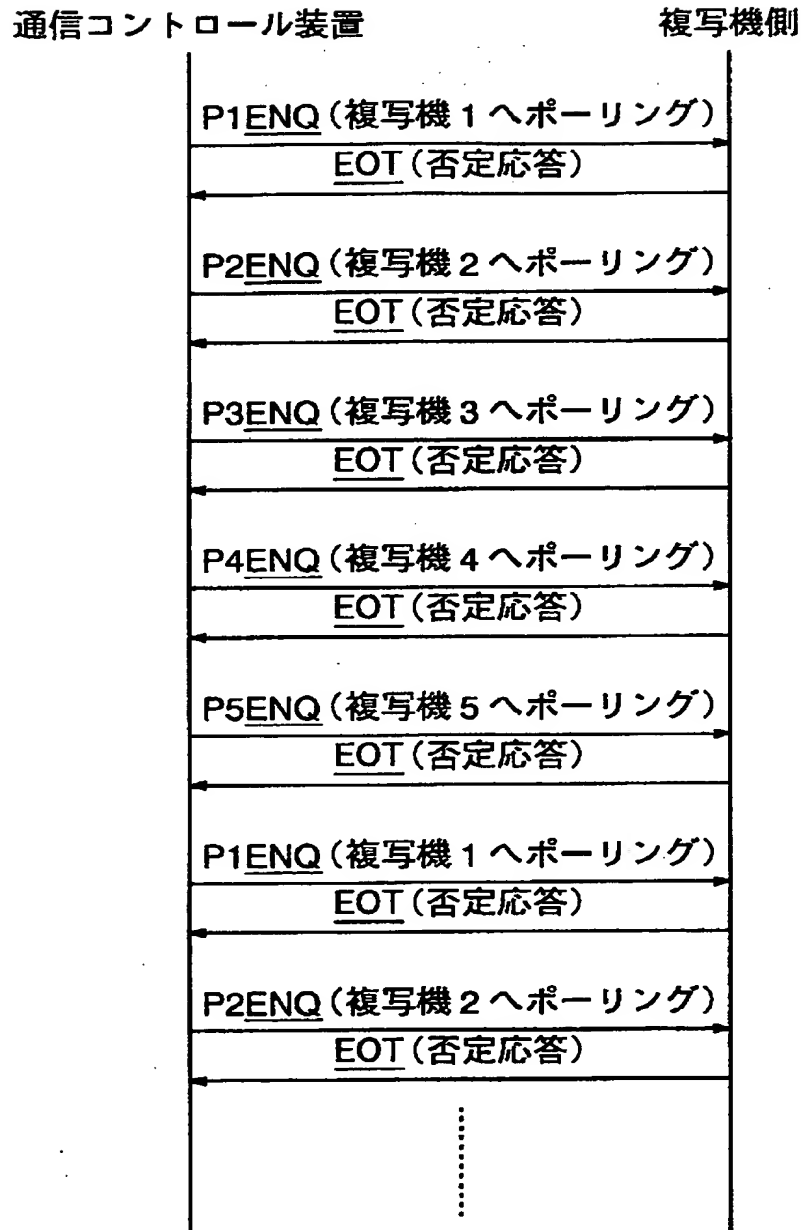 通信コントロール装置 複写機側
P1ENQ(複写機1へポーリング)
EOT(否定応答)
P2ENQ(複写機2へポーリング)
EOT(否定応答)
P3ENQ(複写機3へポーリング)
EOT(否定応答)
P4ENQ(複写機4へポーリング)
EOT(否定応答)
P5ENQ(複写機5へポーリング)
EOT(否定応答)
P1ENQ(複写機1へポーリング)
EOT(否定応答)
P2ENQ(複写機2へポーリング)
EOT(否定応答)